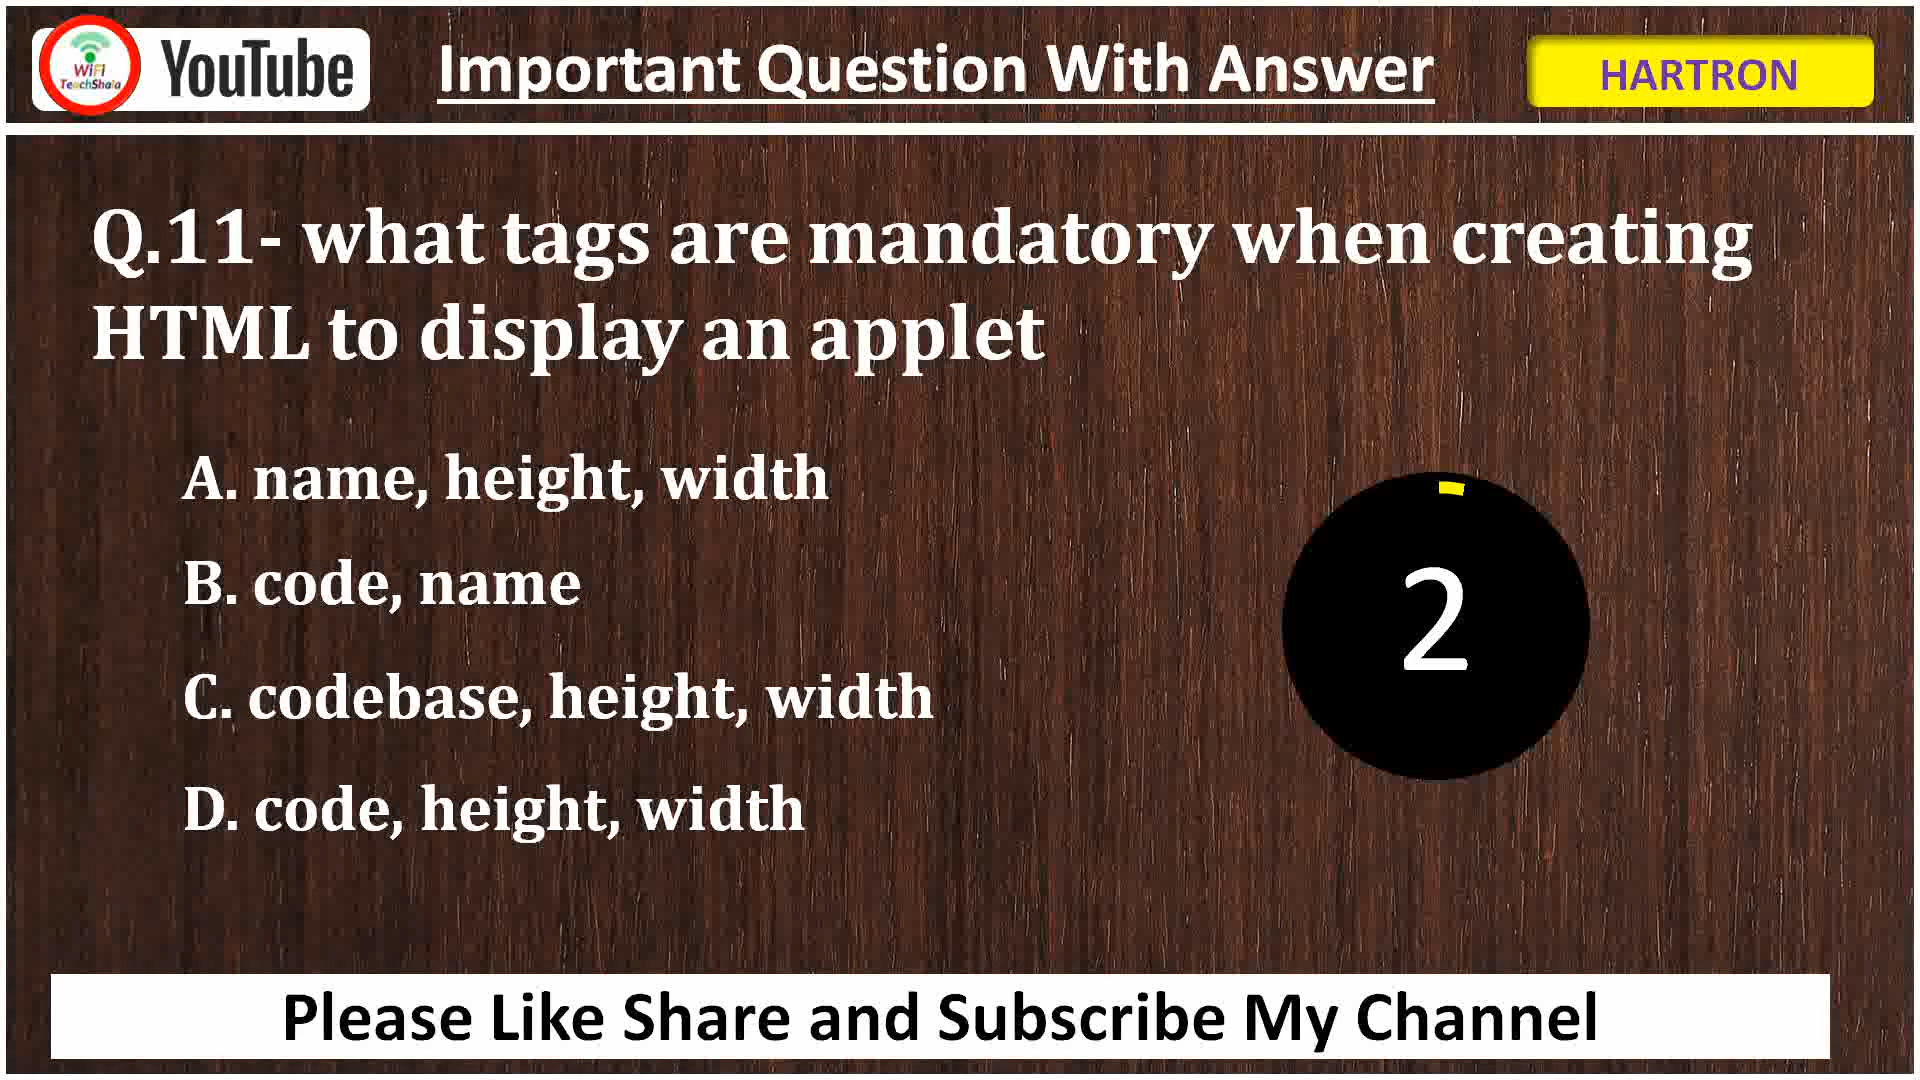 WiFi
TeachShala
YouTube
Important Question With Answer
HARTRON
Q.11- what tags are mandatory when creating
HTML to display an applet
A. name, height, width
B. code, name
C. codebase, height, width
D. code, height, width
2
Please Like Share and Subscribe My Channel